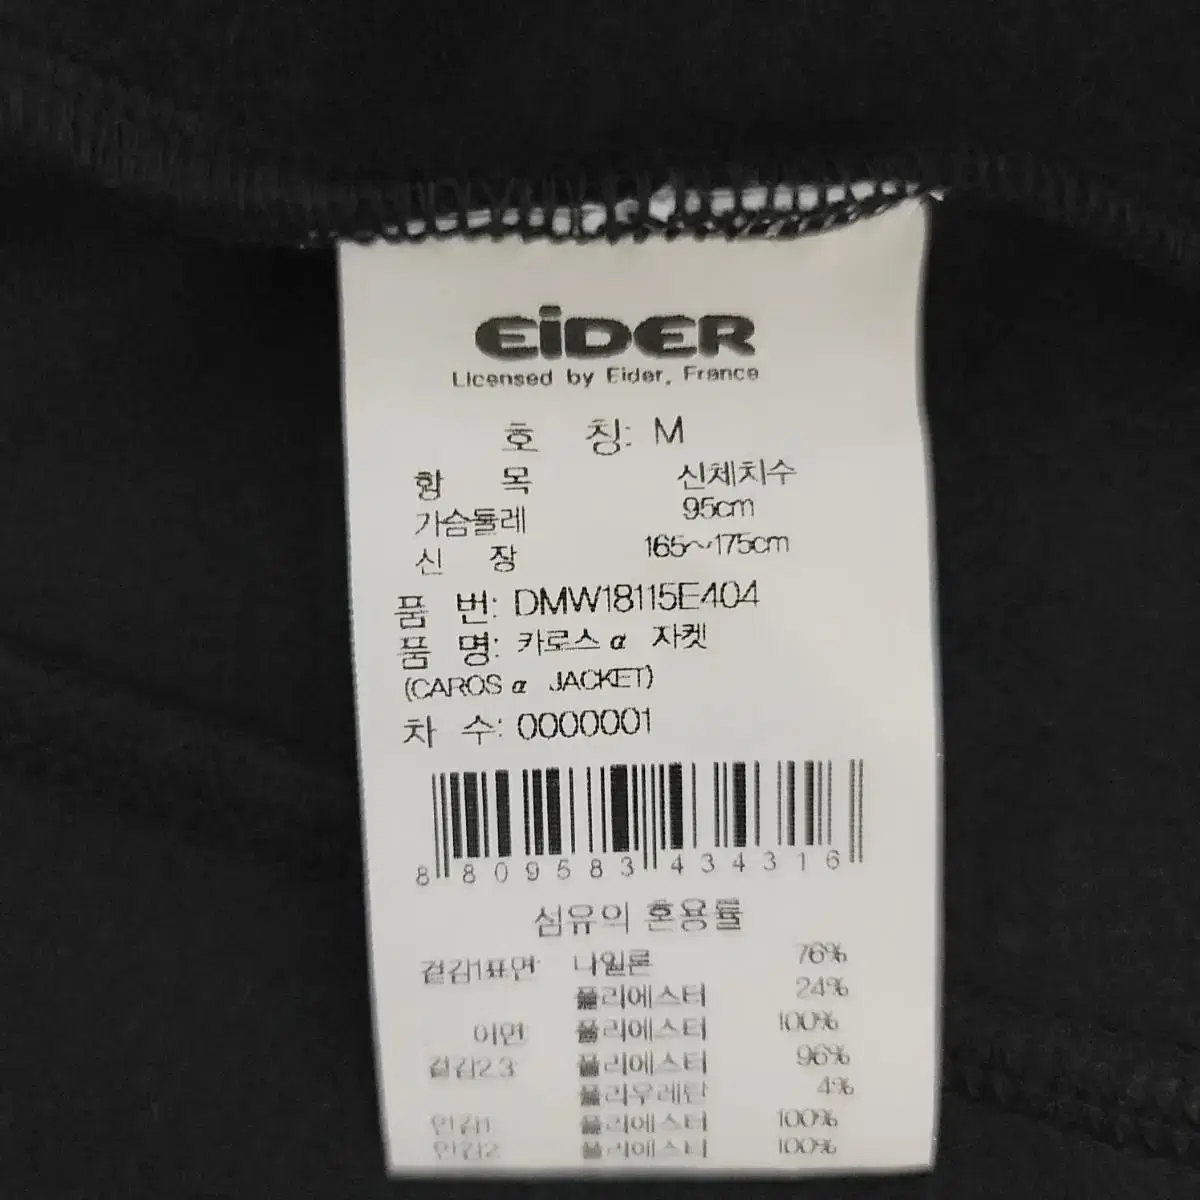 EiDER
Licensed by Eider, France
호 칭: M
항 목 신체치수
가슴둘레 95cm
신 장 165~175cm
품 번: DMW18115E404
품 명: 카로스 α 자켓
(CAROS α JACKET)
차 수: 0000001
8 809583 434316
섬유의 혼용률
겉감1표면 나일론 76%
폴리에스터 24%
이면 폴리에스터 100%
겉감2.3 폴리에스터 96%
폴리우레탄 4%
안감1 폴리에스터 100%
안감2 폴리에스터 100%